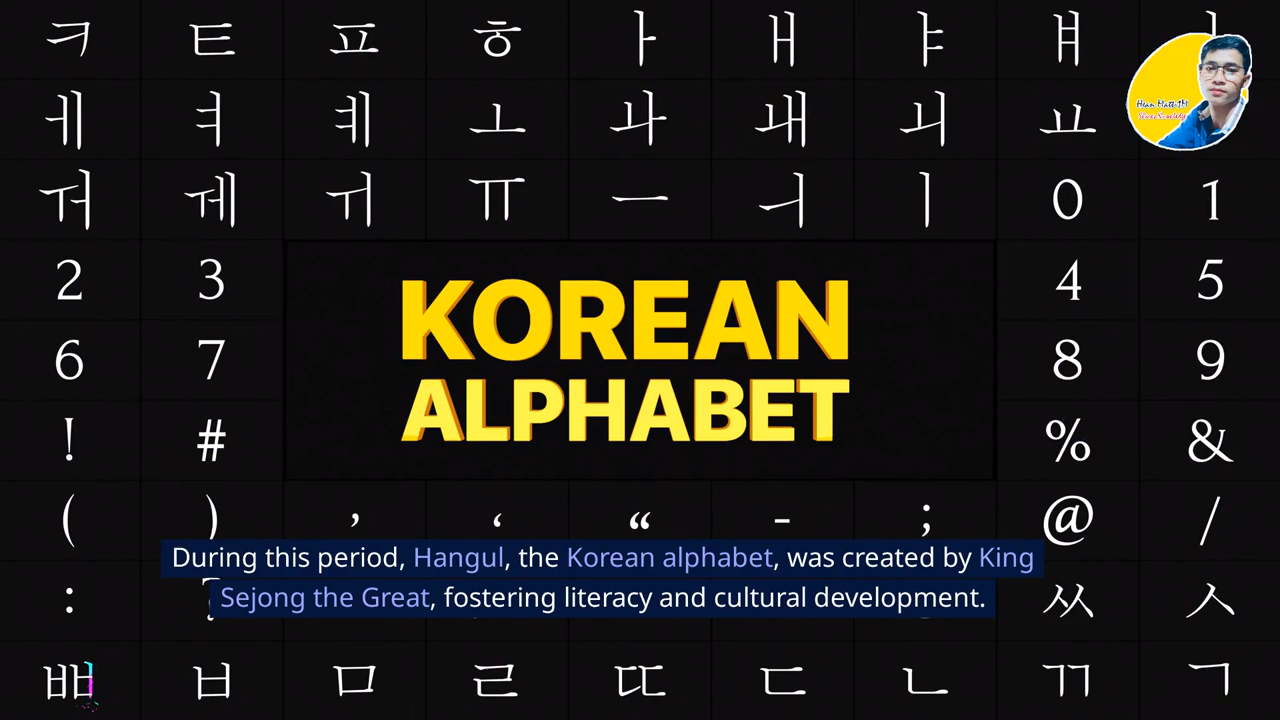 ㅋ ㅌ ㅍ ㅎ ㅏ ㅐ ㅑ ㅒ
ㅔ ㅕ ㅖ ㅗ ㅘ ㅙ ㅚ ㅛ
ㅝ ㅞ ㅟ ㅠ ㅡ ㅢ ㅣ 0 1
2 3 4 5
KOREAN
6 7 8 9
ALPHABET
! # % &
( ) ’ ‘ “ - ; @ /
During this period, Hangul, the Korean alphabet, was created by King
Sejong the Great, fostering literacy and cultural development.
: ㅆ ㅅ
ㅃ ㅂ ㅁ ㄹ ㄸ ㄷ ㄴ ㄲ ㄱ